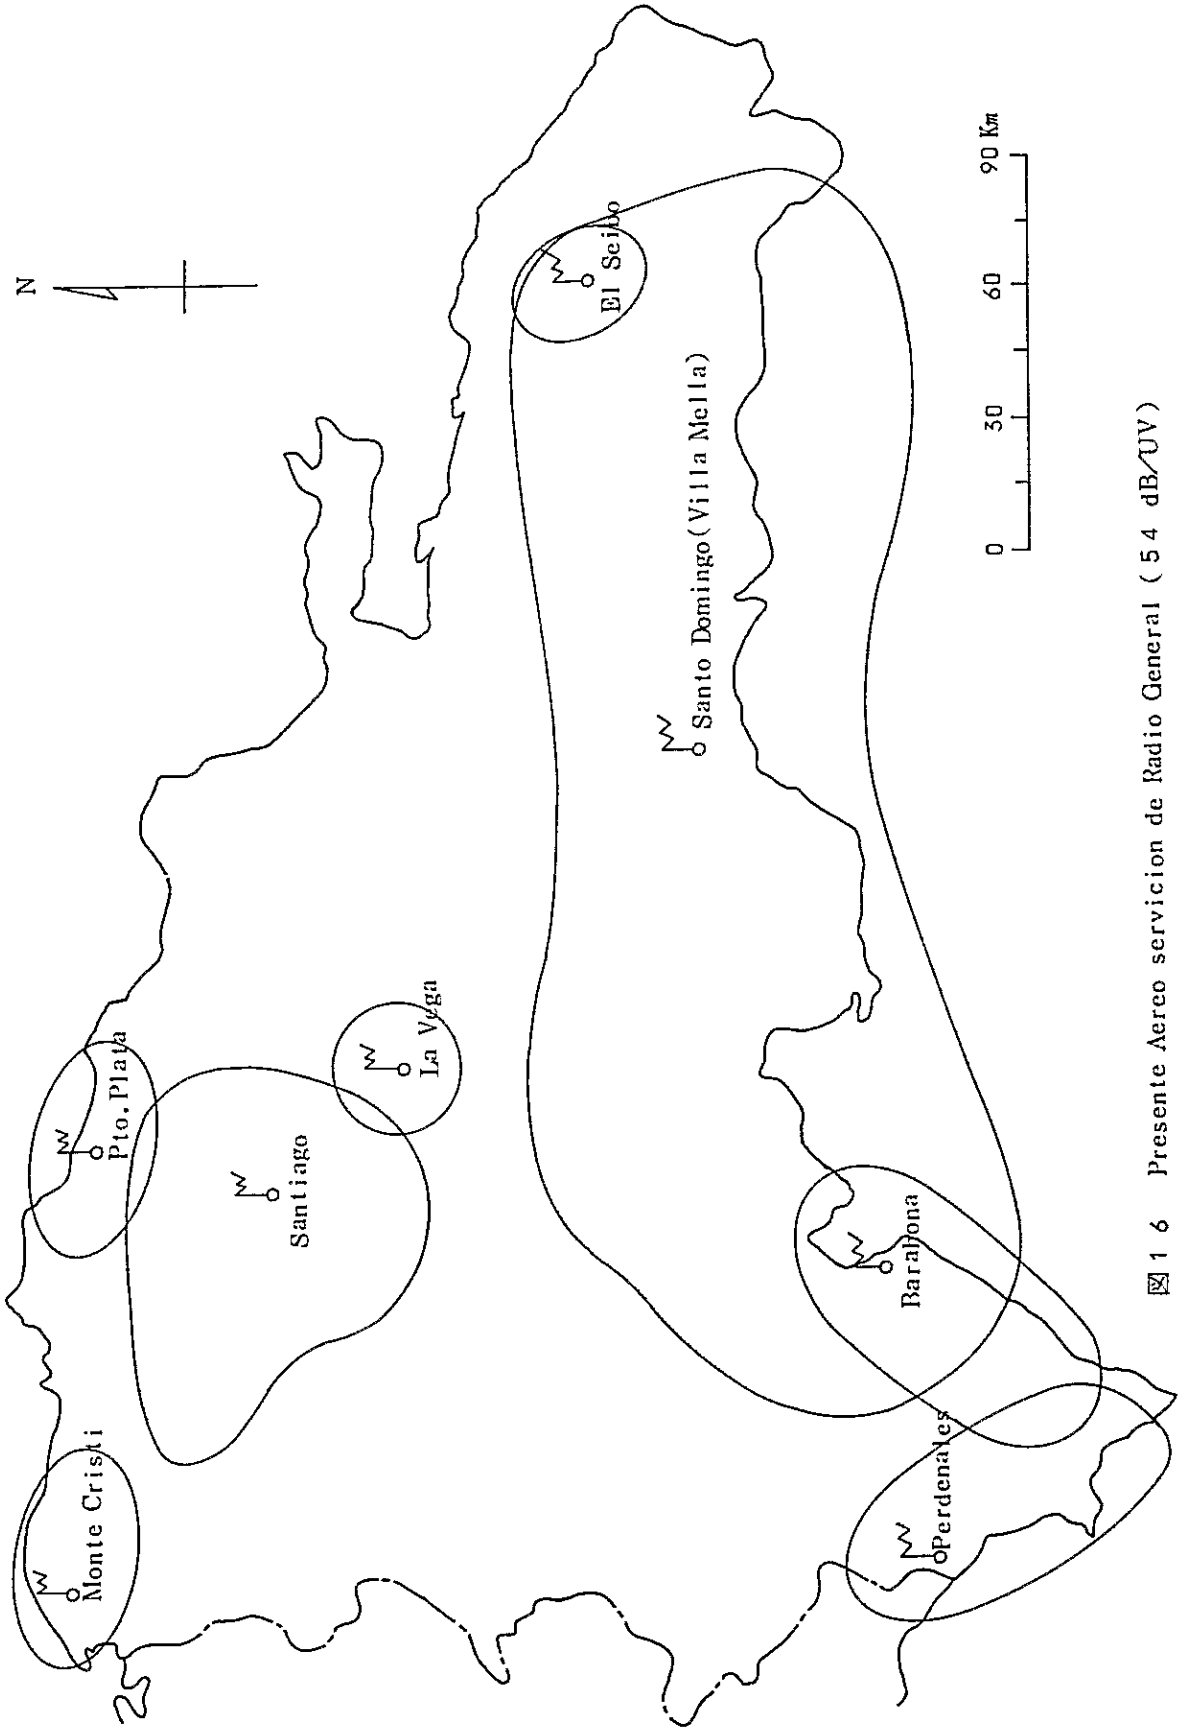 N
Monte Cristi
Pto. Plata
Santiago
La Vega
El Seibo
Santo Domingo (Villa Mella)
Barahona
Perdenales
0 30 60 90 Km
図16 Presente Aereo servicion de Radio General (54 dB/UV)